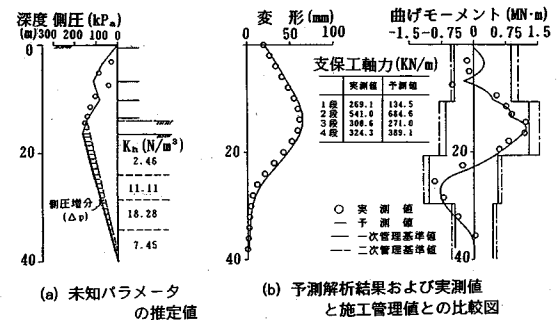 深度 側圧(kPa)
(m) 300 200 100 0
0
20
40
Kh (N/m³)
2.46
11.11
18.28
7.45
側圧増分
(Δp)
(a) 未知パラメータ
の推定値
変形(mm)
0 50 100
0
20
40
支保工軸力(KN/m)
実測値 予測値
1段 269.1 134.5
2段 541.0 684.6
3段 306.6 271.0
4段 324.3 389.1
曲げモーメント(MN·m)
-1.5 -0.75 0 0.75 1.5
20
40
○ 実測値
— 予測値
一次管理基準値
二次管理基準値
(b) 予測解析結果および実測値
と施工管理値との比較図